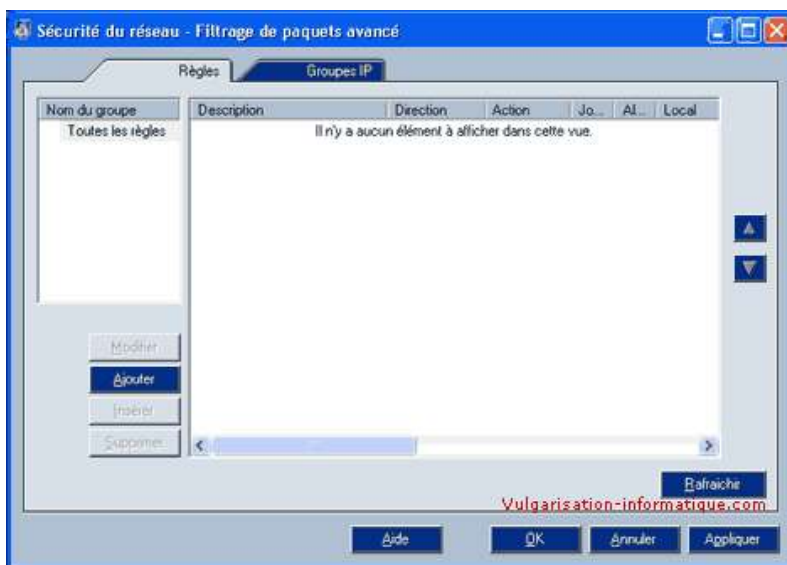 Sécurité du réseau - Filtrage de paquets avancé
Règles
Groupes IP
Nom du groupe
Toutes les règles
Description Direction Action Jo... Al... Local
Il n'y a aucun élément à afficher dans cette vue.
Modifier
Ajouter
Insérer
Supprimer
Rafraichir
Vulgarisation-informatique.com
Aide OK Annuler Appliquer